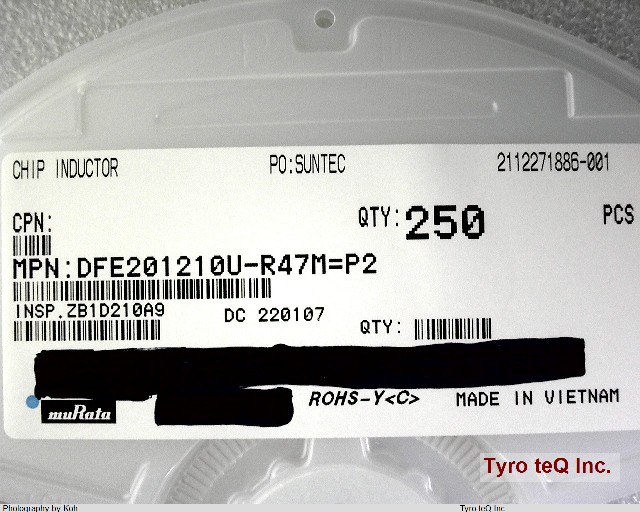 CHIP INDUCTOR PO:SUNTEC 2112271886-001
CPN: QTY: 250 PCS
MPN:DFE201210U-R47M=P2
INSP.ZB1D210A9 DC 220107 QTY:
muRata ROHS-Y<C> MADE IN VIETNAM
Tyro teQ Inc.
Photography by Koh Tyro teQ Inc